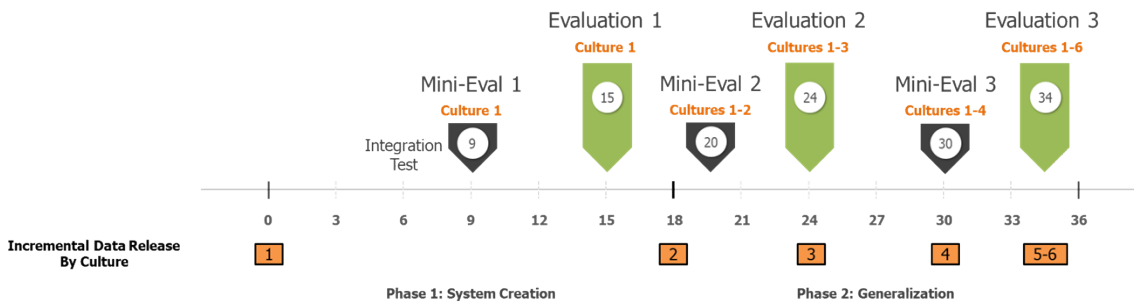 Evaluation 1
Culture 1
15
Evaluation 2
Cultures 1-3
24
Evaluation 3
Cultures 1-6
34
Mini-Eval 1
Culture 1
9
Integration
Test
Mini-Eval 2
Cultures 1-2
20
Mini-Eval 3
Cultures 1-4
30
0 3 6 9 12 15 18 21 24 27 30 33 36
Incremental Data Release
By Culture
1 2 3 4 5-6
Phase 1: System Creation Phase 2: Generalization